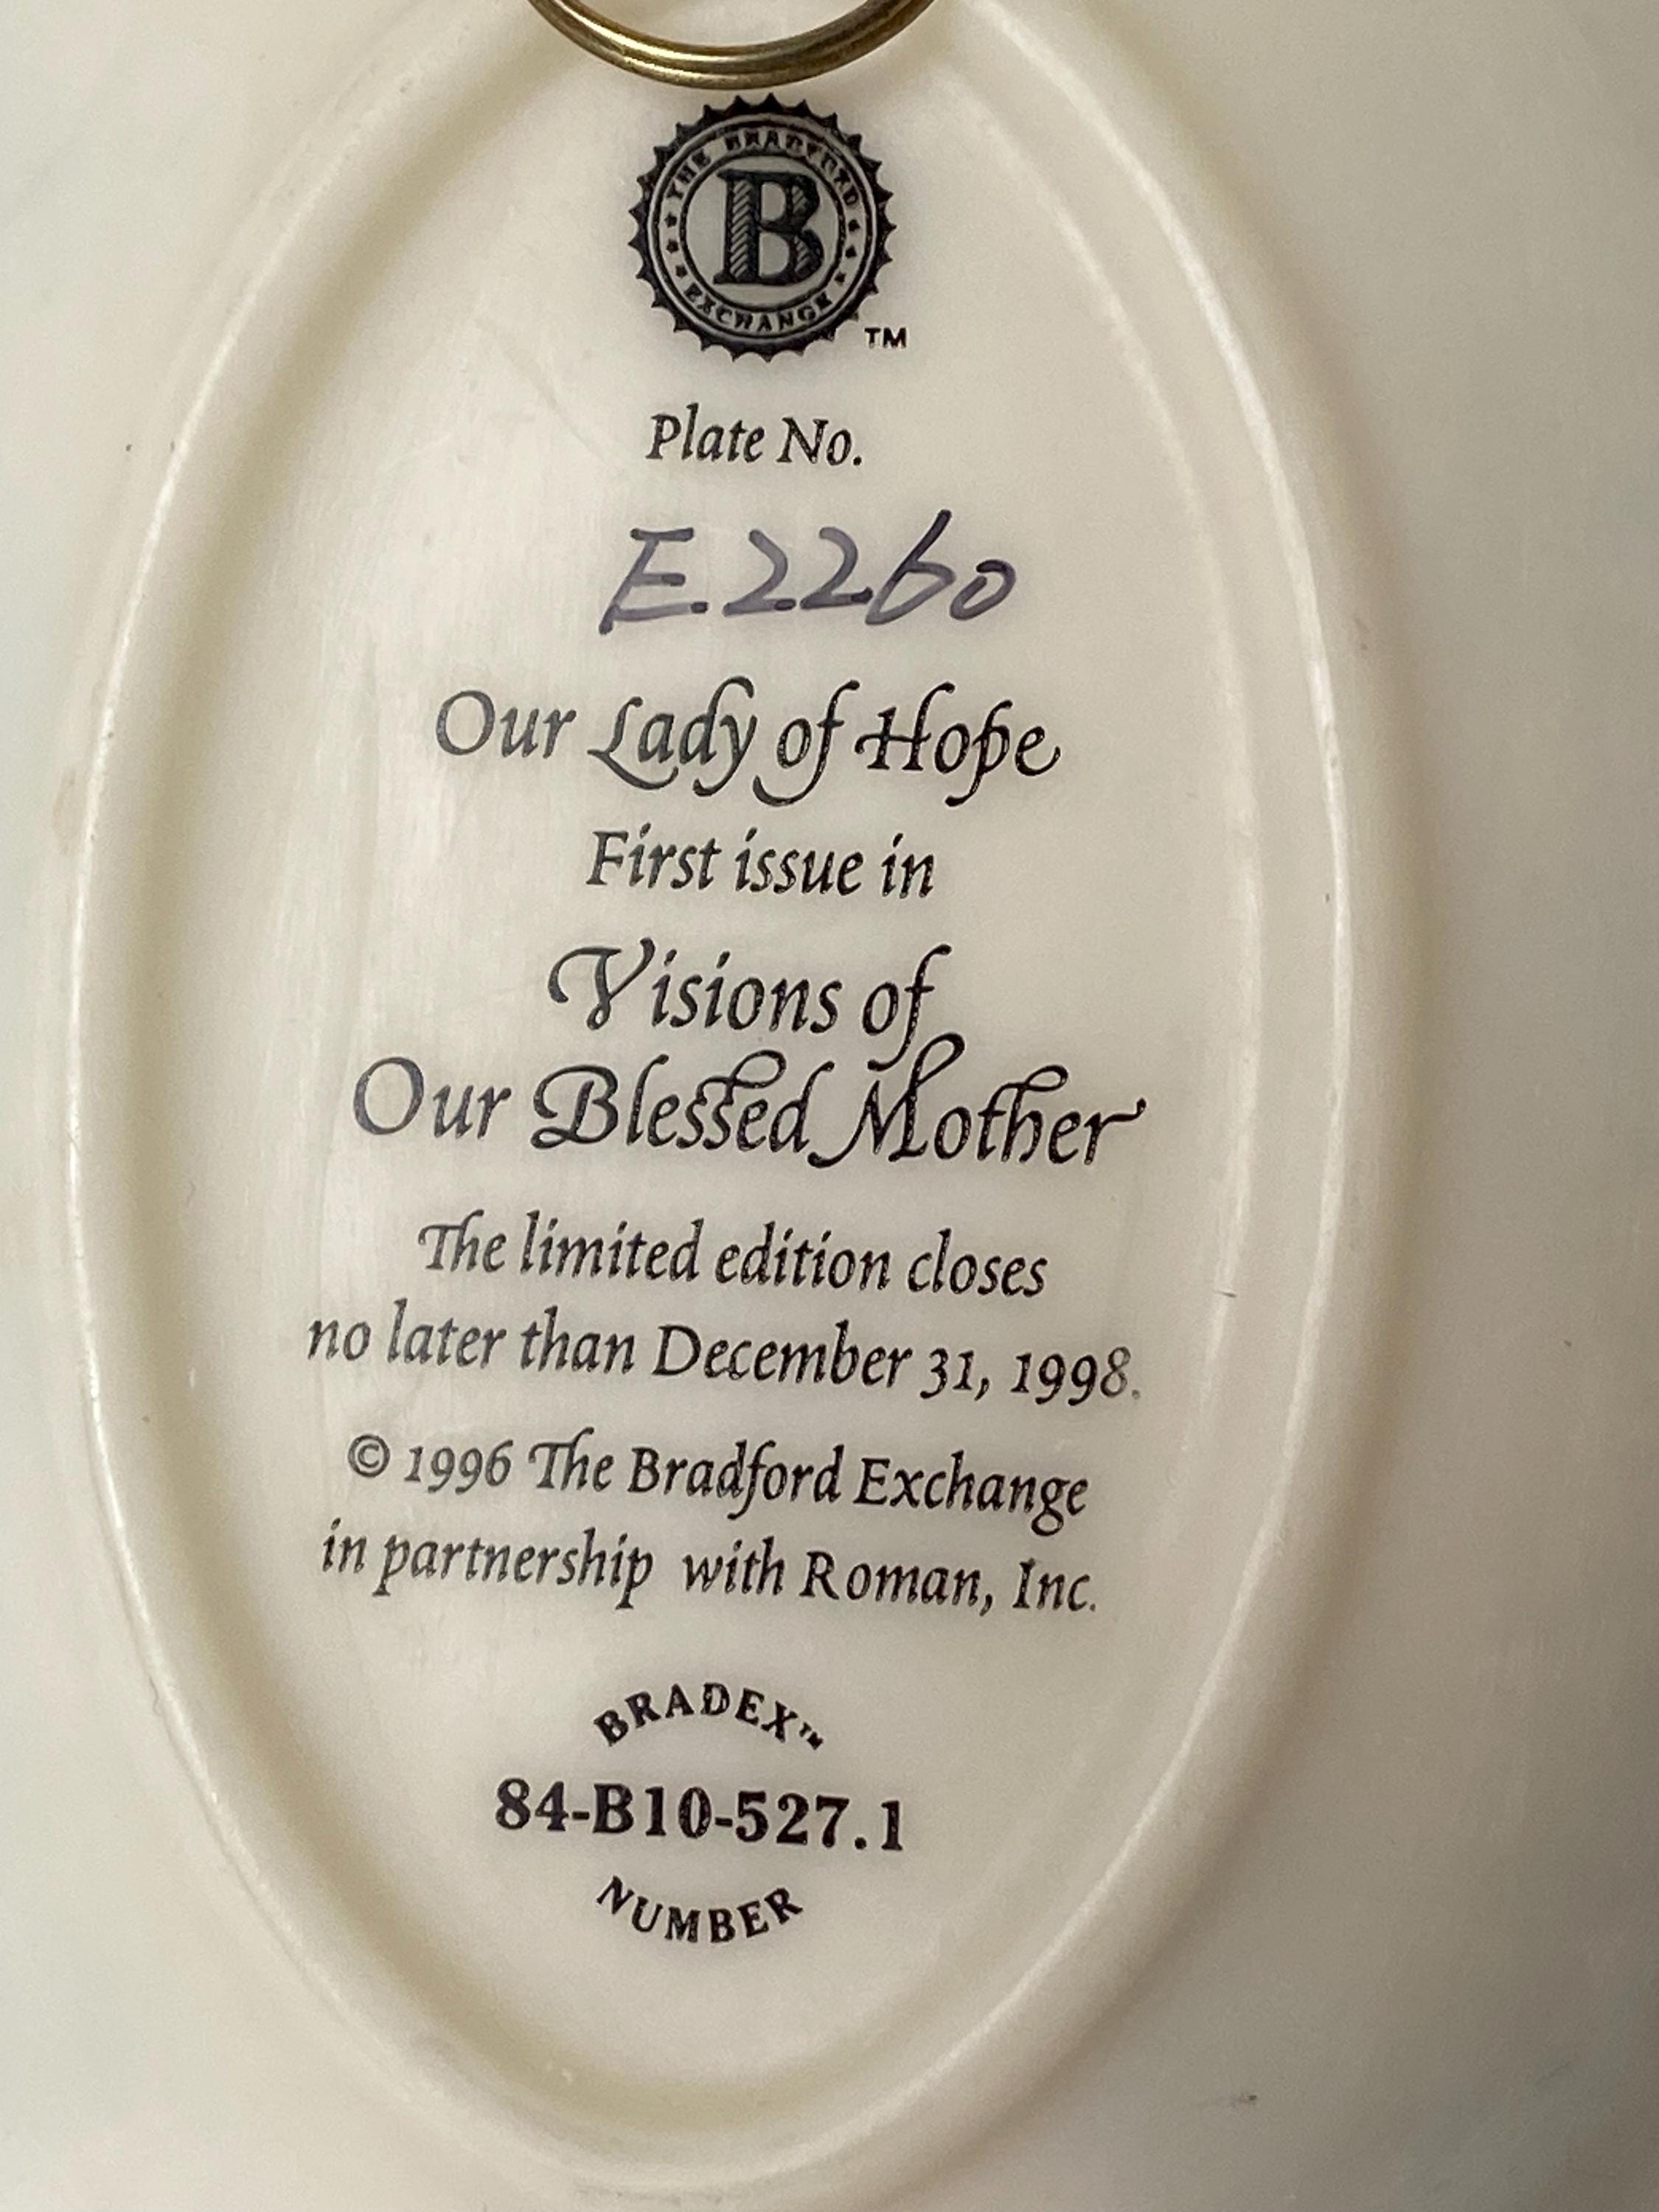 THE BRADFORD
B
EXCHANGE
TM
Plate No.
E.2260
Our Lady of Hope
First issue in
Visions of
Our Blessed Mother
The limited edition closes
no later than December 31, 1998.
© 1996 The Bradford Exchange
in partnership with Roman, Inc.
BRADEX™
84-B10-527.1
NUMBER